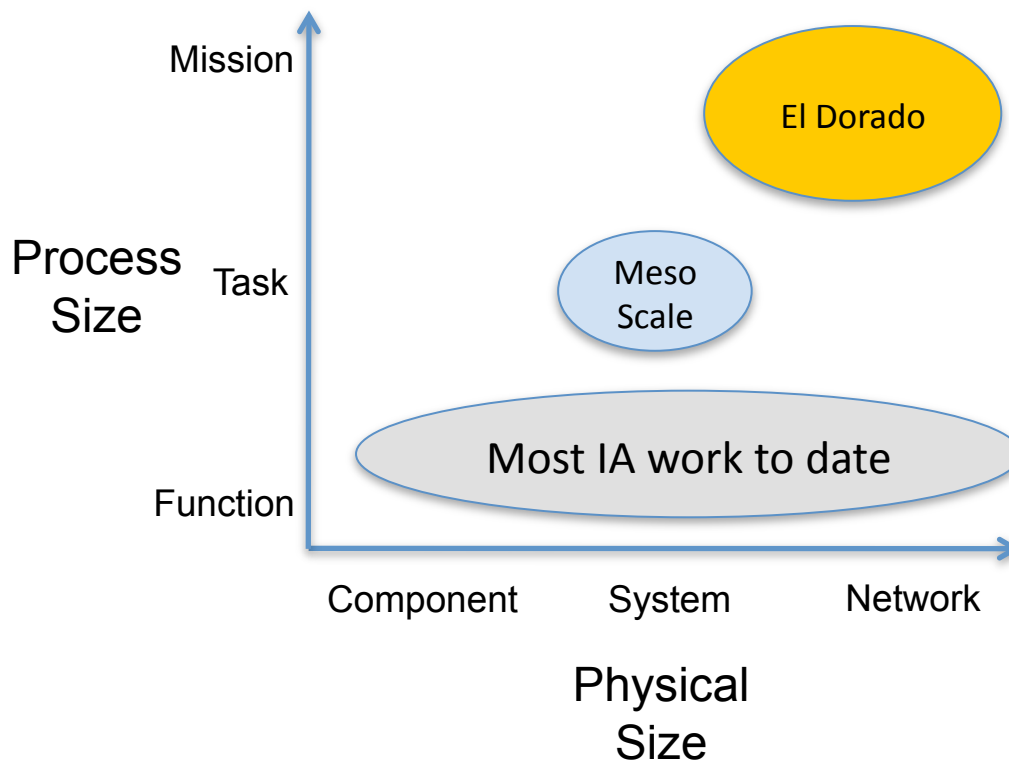 Mission
El Dorado
Process
Size
Task
Meso
Scale
Most IA work to date
Function
Component
System
Network
Physical
Size